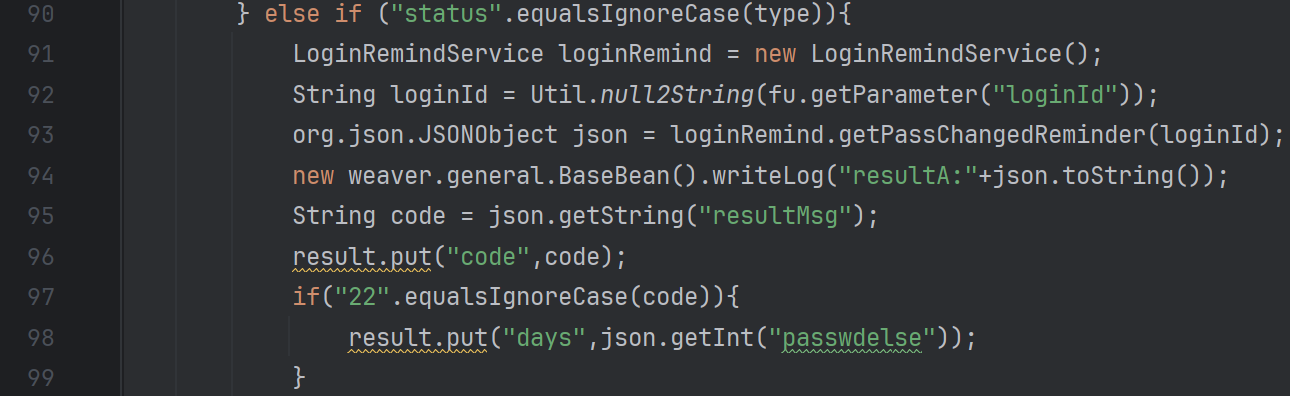 90 } else if ("status".equalsIgnoreCase(type)){
91 LoginRemindService loginRemind = new LoginRemindService();
92 String loginId = Util.null2String(fu.getParameter("loginId"));
93 org.json.JSONObject json = loginRemind.getPassChangedReminder(loginId);
94 new weaver.general.BaseBean().writeLog("resultA:"+json.toString());
95 String code = json.getString("resultMsg");
96 result.put("code",code);
97 if("22".equalsIgnoreCase(code)){
98 result.put("days",json.getInt("passwdelse"));
99 }